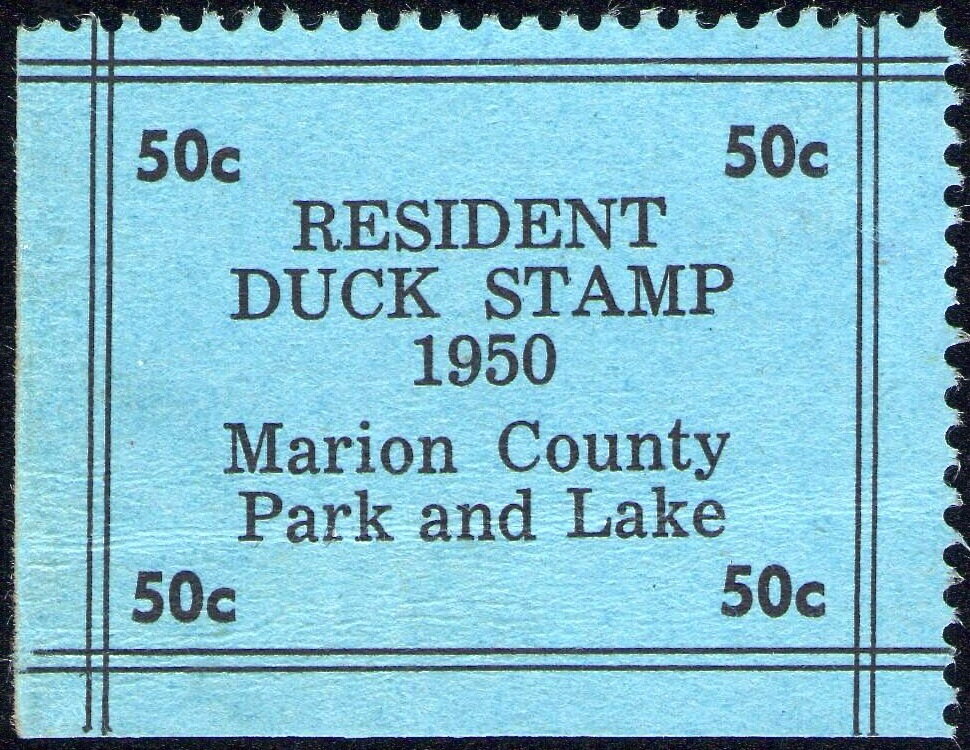 50c 50c
RESIDENT
DUCK STAMP
1950
Marion County
Park and Lake
50c 50c